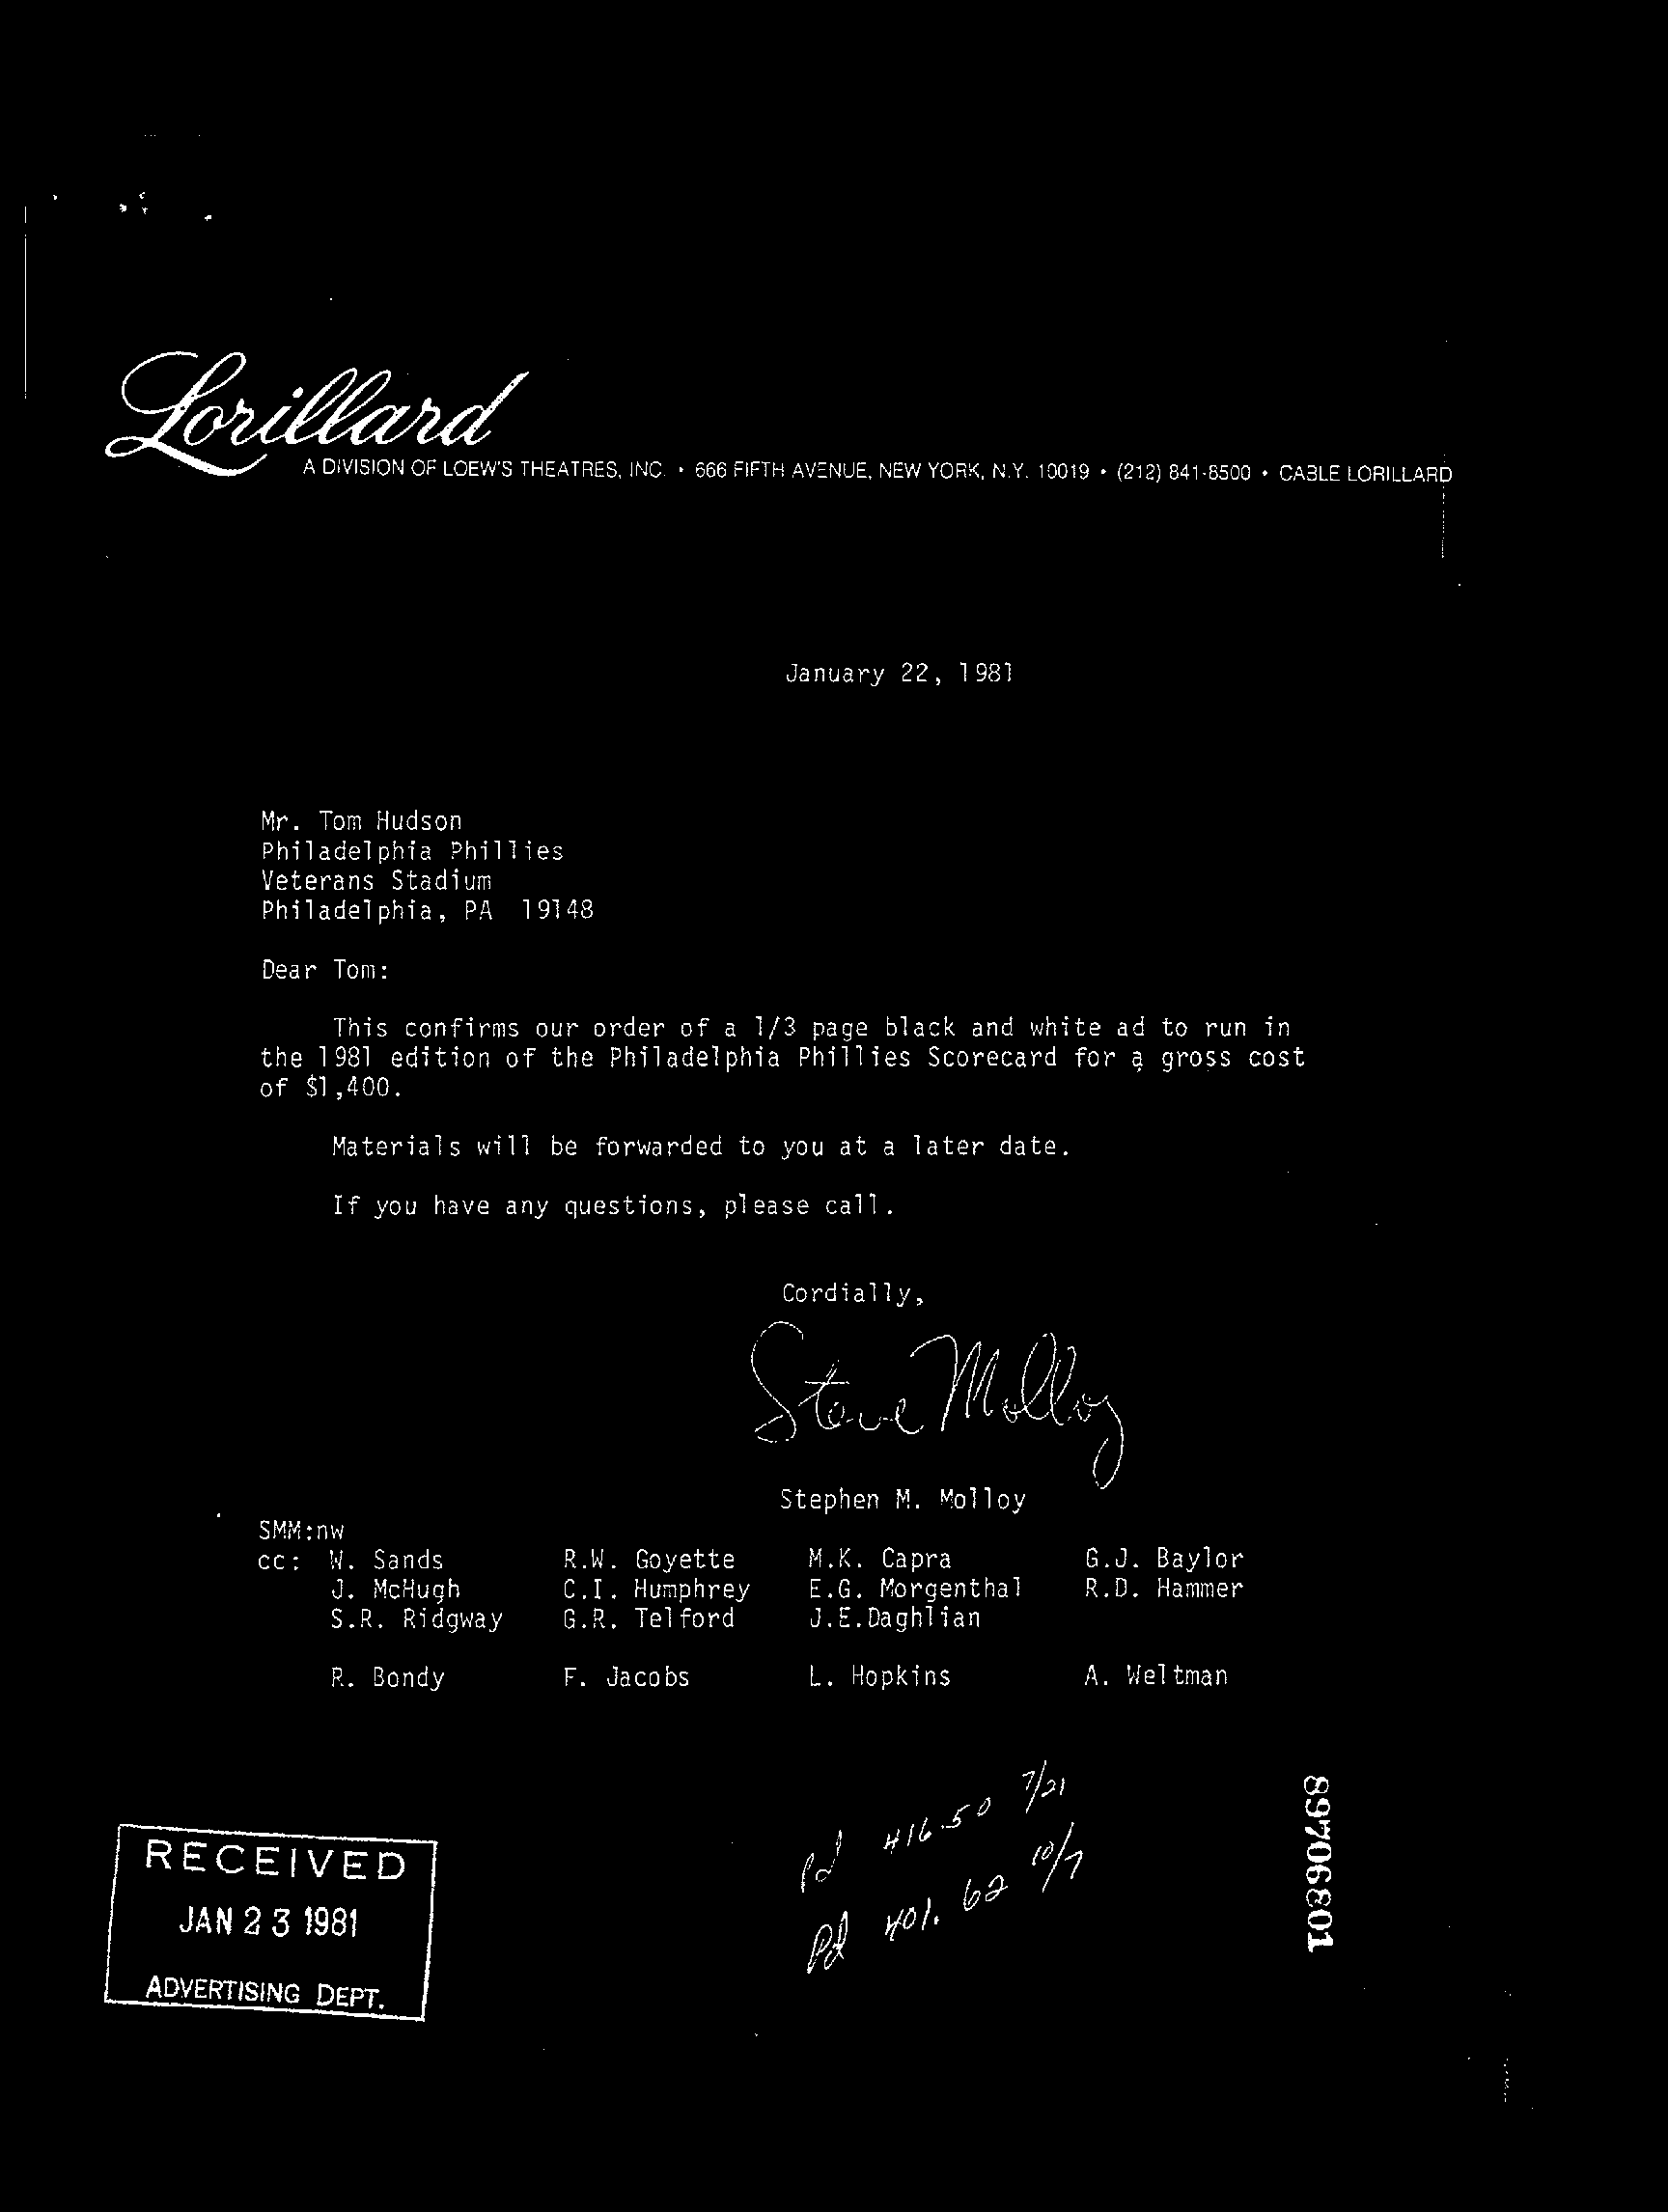 Lorillard
A DIVISION OF LOEW'S THEATRES, INC. • 666 FIFTH AVENUE, NEW YORK, N.Y. 10019 • (212) 841-8500 • CABLE LORILLARD
January 22, 1981
Mr. Tom Hudson
Philadelphia Phillies
Veterans Stadium
Philadelphia, PA 19148
Dear Tom:
This confirms our order of a 1/3 page black and white ad to run in
the 1981 edition of the Philadelphia Phillies Scorecard for a gross cost
of $1,400.
Materials will be forwarded to you at a later date.
If you have any questions, please call.
Cordially,
Steve Molloy
Stephen M. Molloy
SMM:nw
cc: W. Sands R.W. Goyette M.K. Capra G.J. Baylor
J. McHugh C.I. Humphrey E.G. Morgenthal R.D. Hammer
S.R. Ridgway G.R. Telford J.E.Daghlian
R. Bondy F. Jacobs L. Hopkins A. Weltman
Pd 416.50 7/21
Pd 401.62 10/7
RECEIVED
JAN 23 1981
ADVERTISING DEPT.
89706801